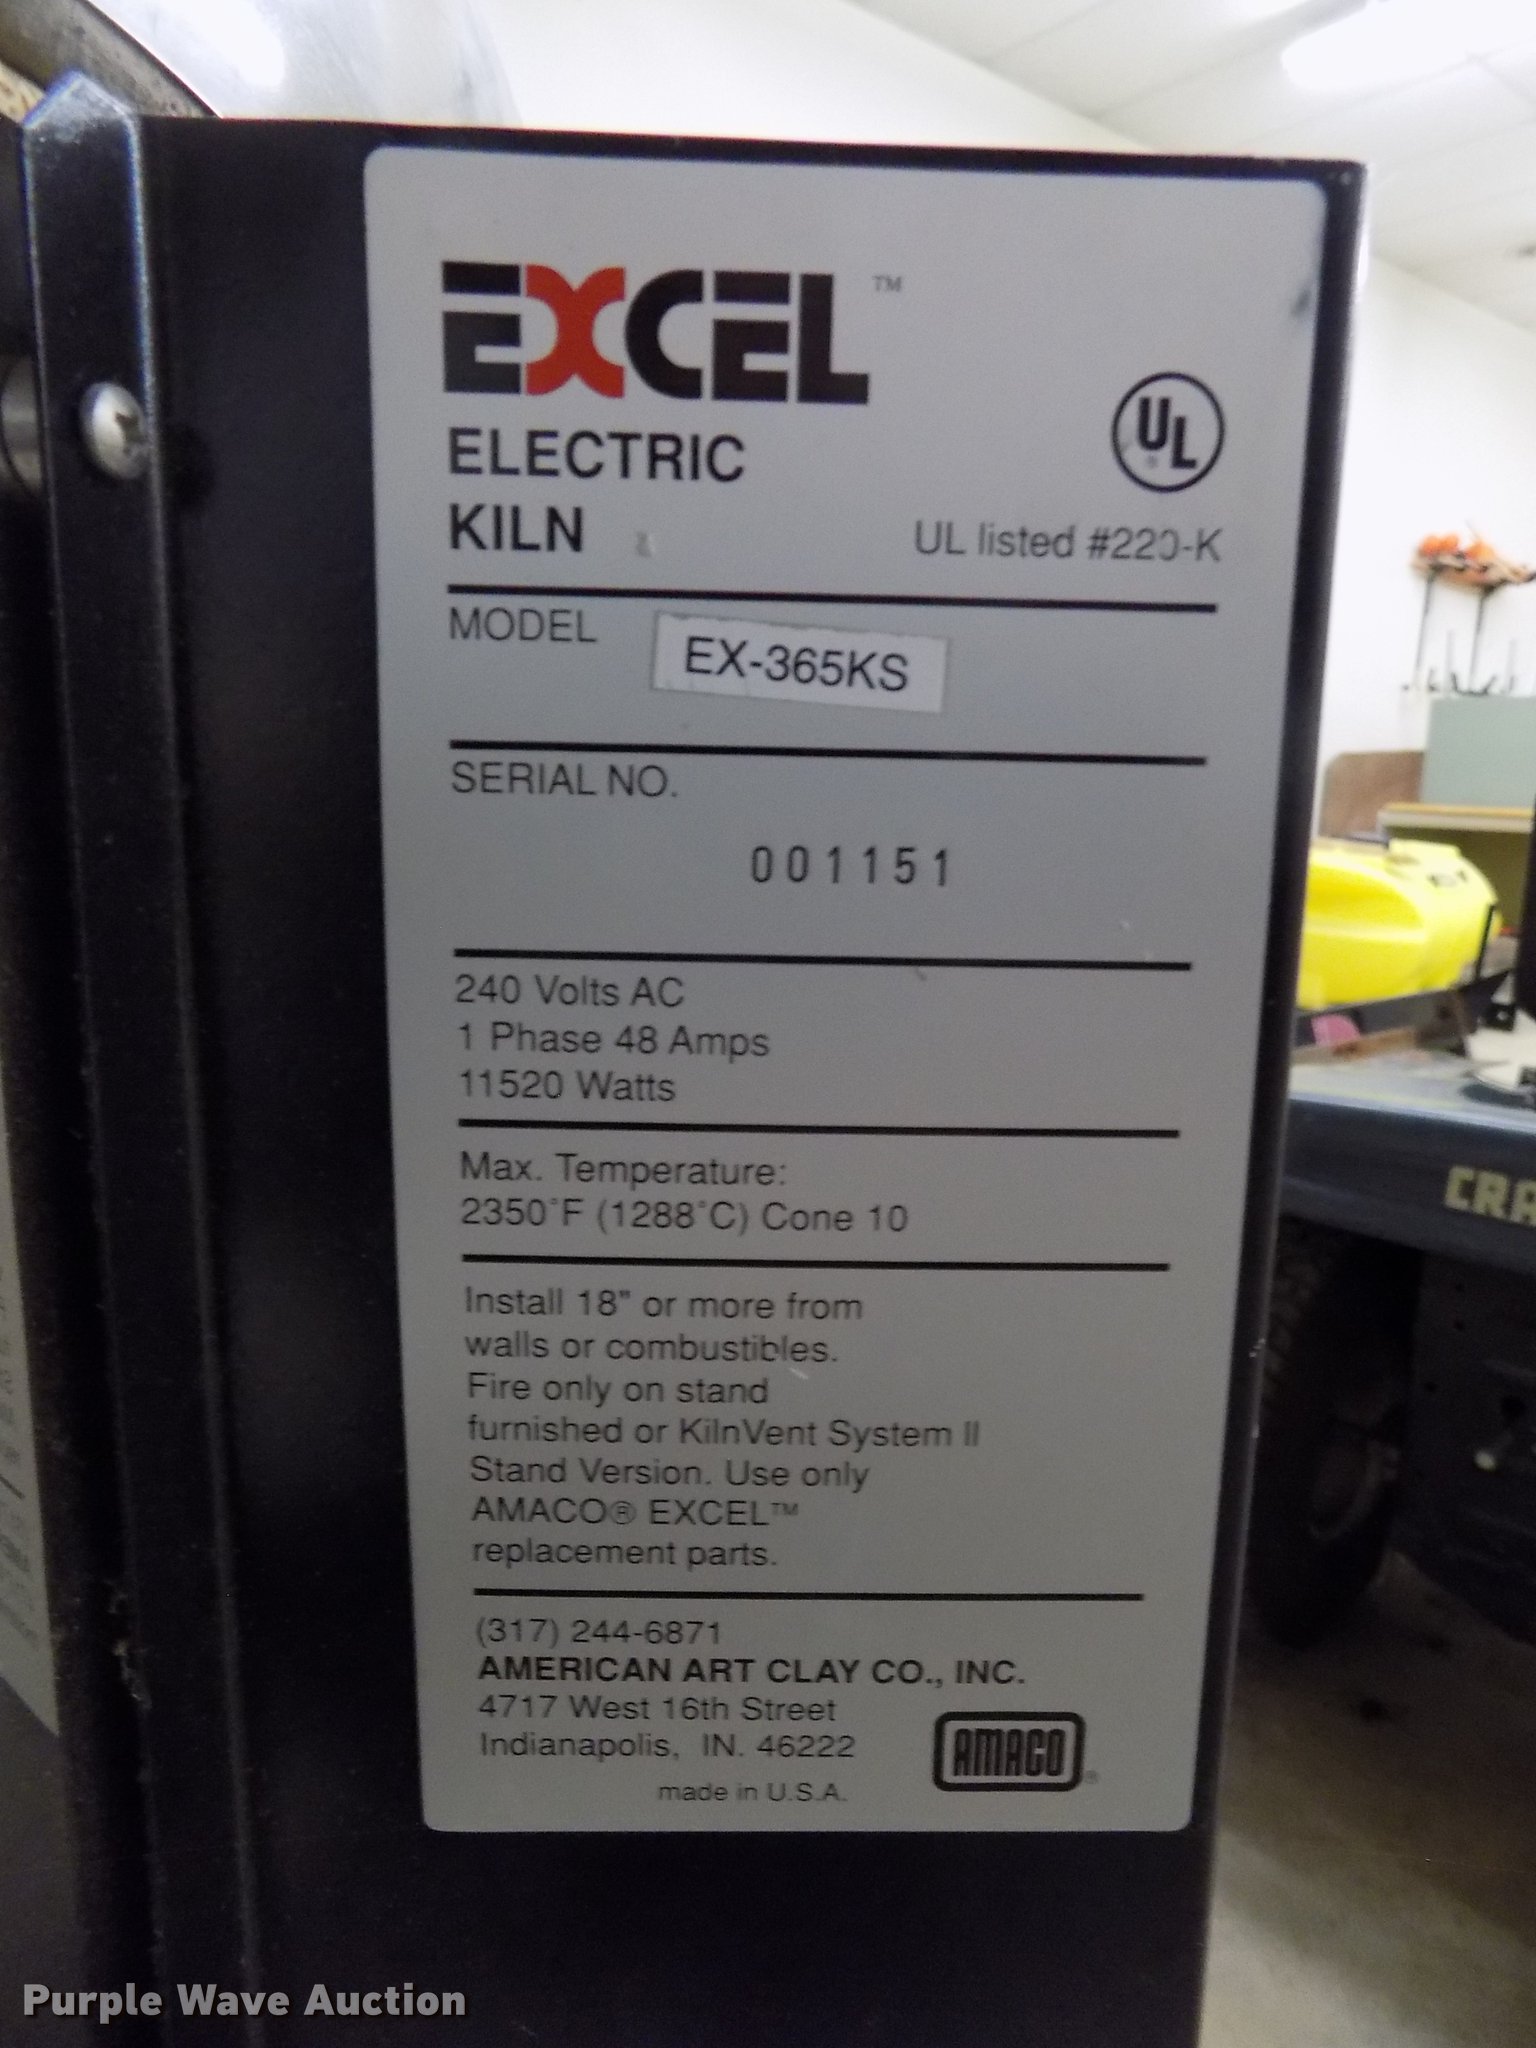 EXCEL™
ELECTRIC
KILN
UL®
UL listed #220-K
MODEL EX-365KS
SERIAL NO.
001151
240 Volts AC
1 Phase 48 Amps
11520 Watts
Max. Temperature:
2350°F (1288°C) Cone 10
Install 18" or more from
walls or combustibles.
Fire only on stand
furnished or KilnVent System II
Stand Version. Use only
AMACO® EXCEL™
replacement parts.
(317) 244-6871
AMERICAN ART CLAY CO., INC.
4717 West 16th Street
Indianapolis, IN. 46222
made in U.S.A.
AMACO®
CRA
Purple Wave Auction